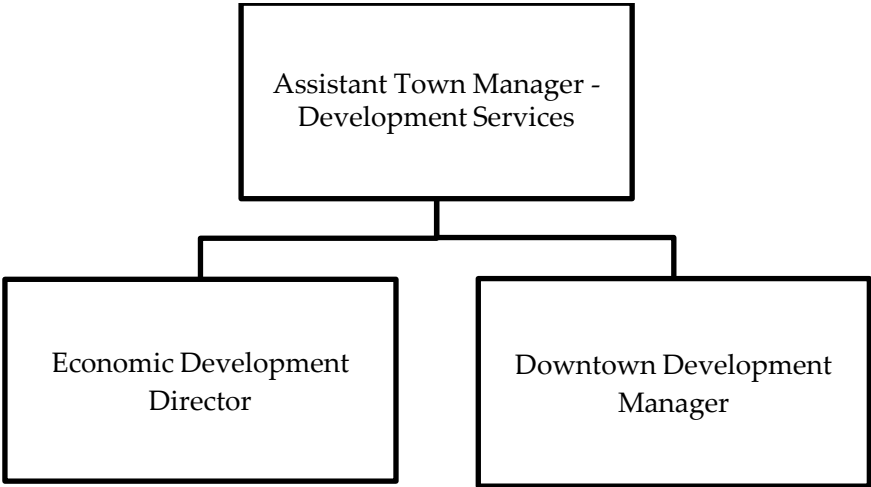 Assistant Town Manager -
Development Services
Economic Development
Director
Downtown Development
Manager